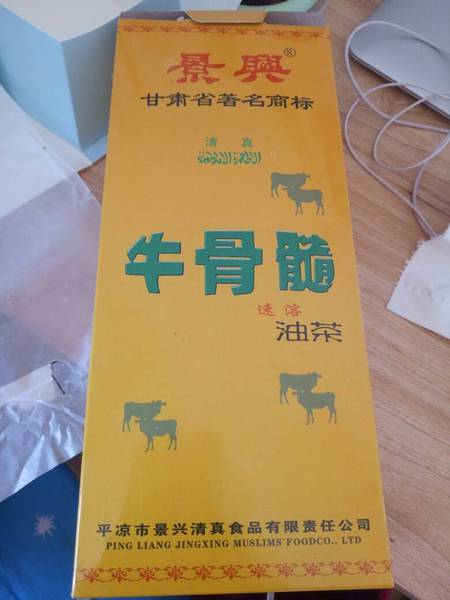 景興®
甘肃省著名商标
清真
牛骨髓
速溶
油茶
平凉市景兴清真食品有限责任公司
PING LIANG JINGXING MUSLIMS' FOODCO., LTD